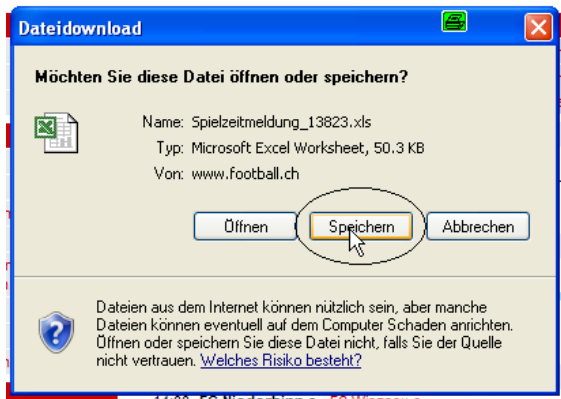 Dateidownload
Möchten Sie diese Datei öffnen oder speichern?
Name: Spielzeitmeldung_13823.xls
Typ: Microsoft Excel Worksheet, 50.3 KB
Von: www.football.ch
Öffnen Speichern Abbrechen
Dateien aus dem Internet können nützlich sein, aber manche
Dateien können eventuell auf dem Computer Schaden anrichten.
Öffnen oder speichern Sie diese Datei nicht, falls Sie der Quelle
nicht vertrauen. Welches Risiko besteht?